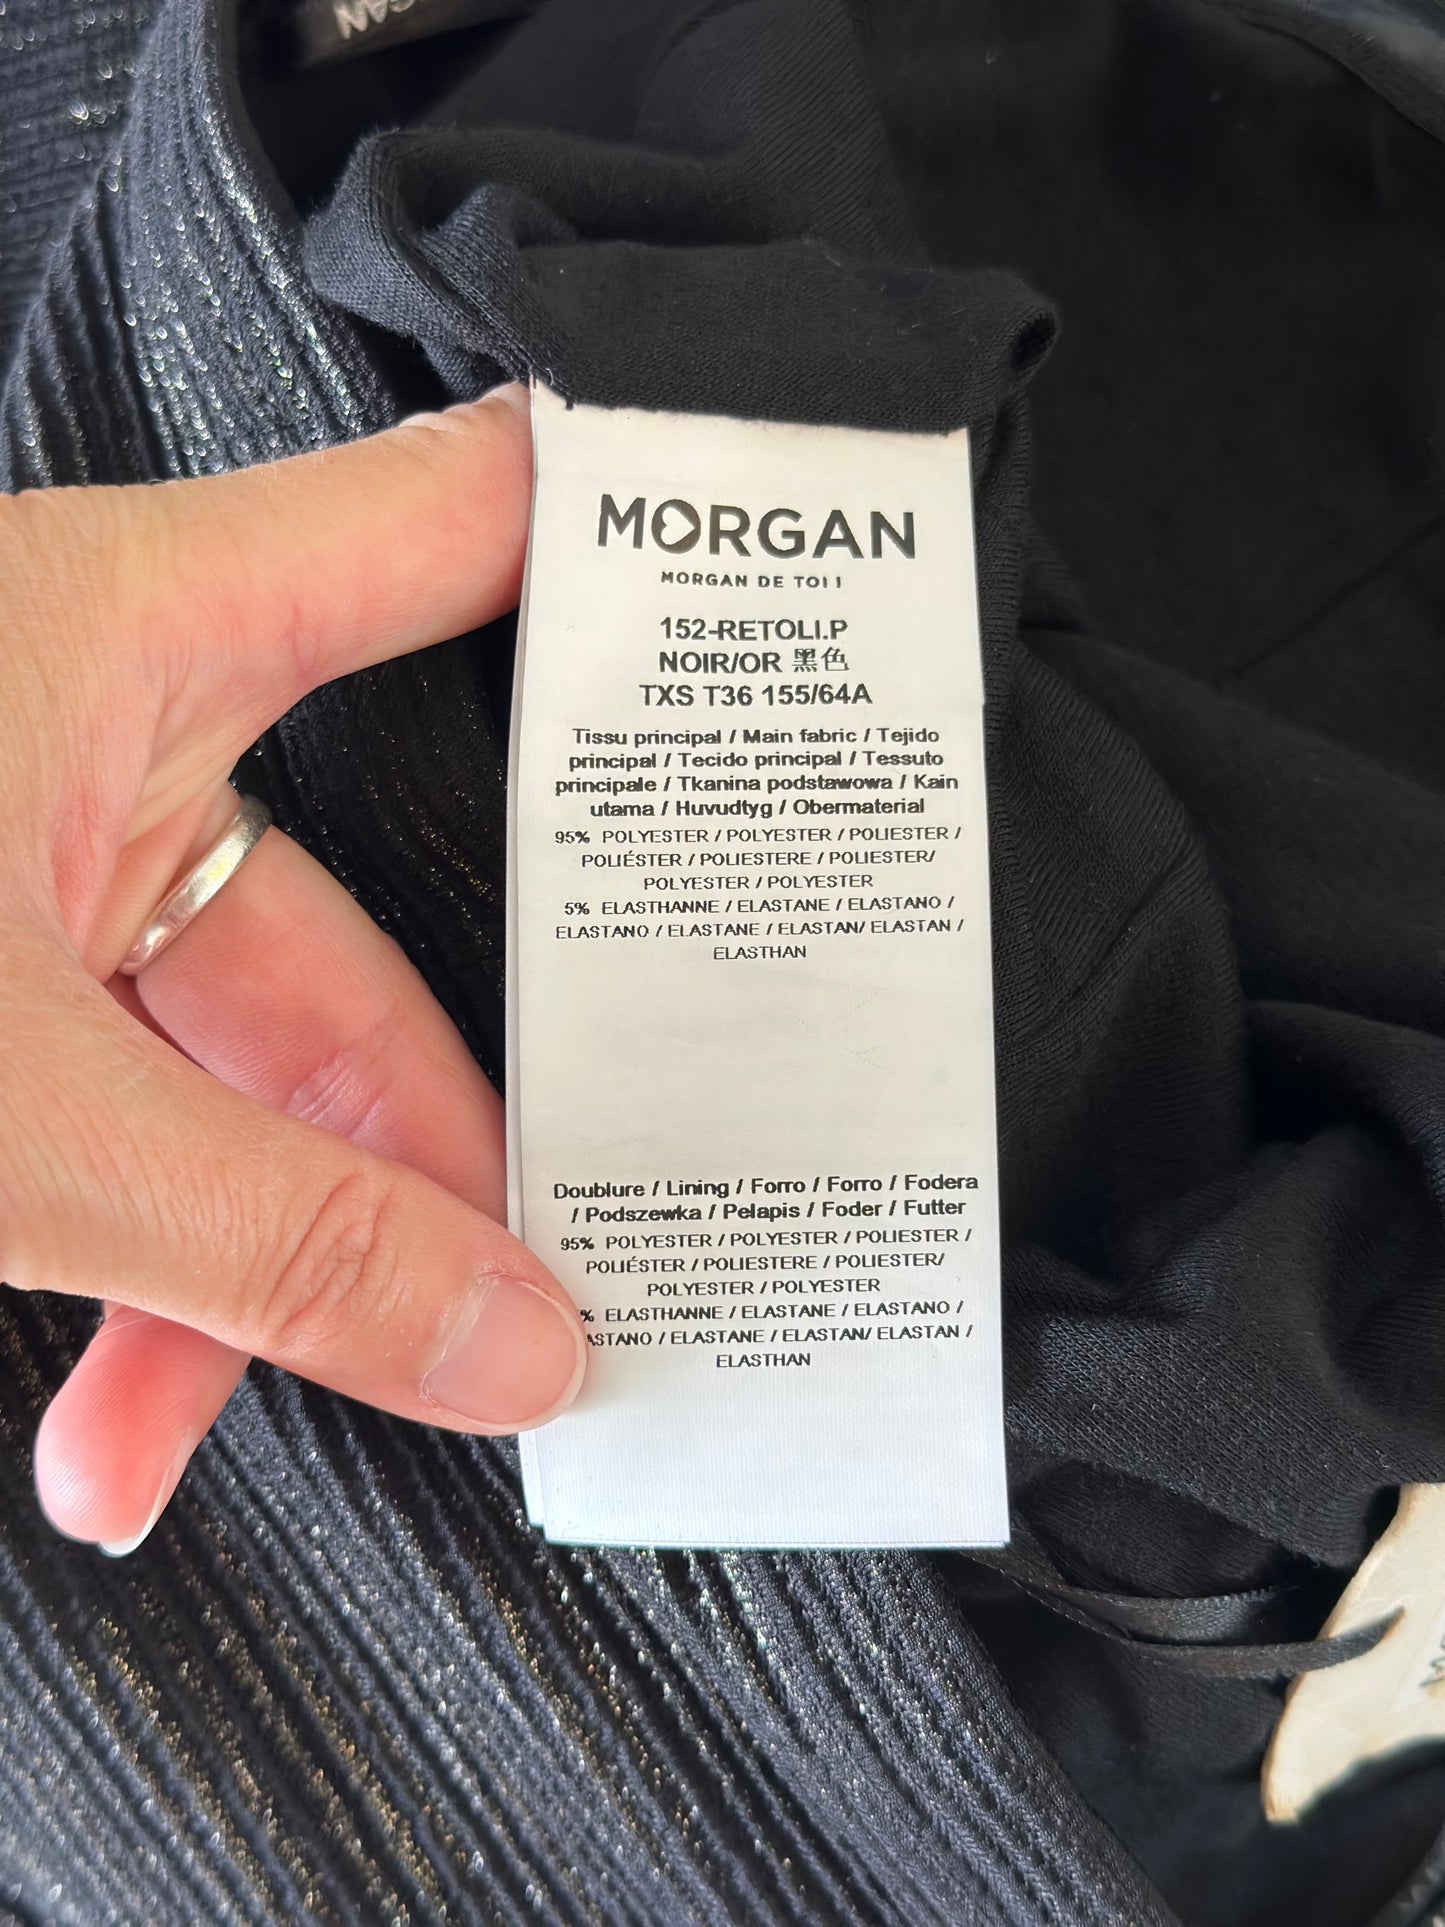 MORGAN
MORGAN
MORGAN DE TOI !
152-RETOLI.P
NOIR/OR 黑色
TXS T36 155/64A
Tissu principal / Main fabric / Tejido
principal / Tecido principal / Tessuto
principale / Tkanina podstawowa / Kain
utama / Huvudtyg / Obermaterial
95% POLYESTER / POLYESTER / POLIESTER /
POLIÉSTER / POLIESTERE / POLIESTER/
POLYESTER / POLYESTER
5% ELASTHANNE / ELASTANE / ELASTANO /
ELASTANO / ELASTANE / ELASTAN/ ELASTAN /
ELASTHAN
Doublure / Lining / Forro / Forro / Fodera
/ Podszewka / Pelapis / Foder / Futter
95% POLYESTER / POLYESTER / POLIESTER /
POLIÉSTER / POLIESTERE / POLIESTER/
POLYESTER / POLYESTER
% ELASTHANNE / ELASTANE / ELASTANO /
ASTANO / ELASTANE / ELASTAN/ ELASTAN /
ELASTHAN